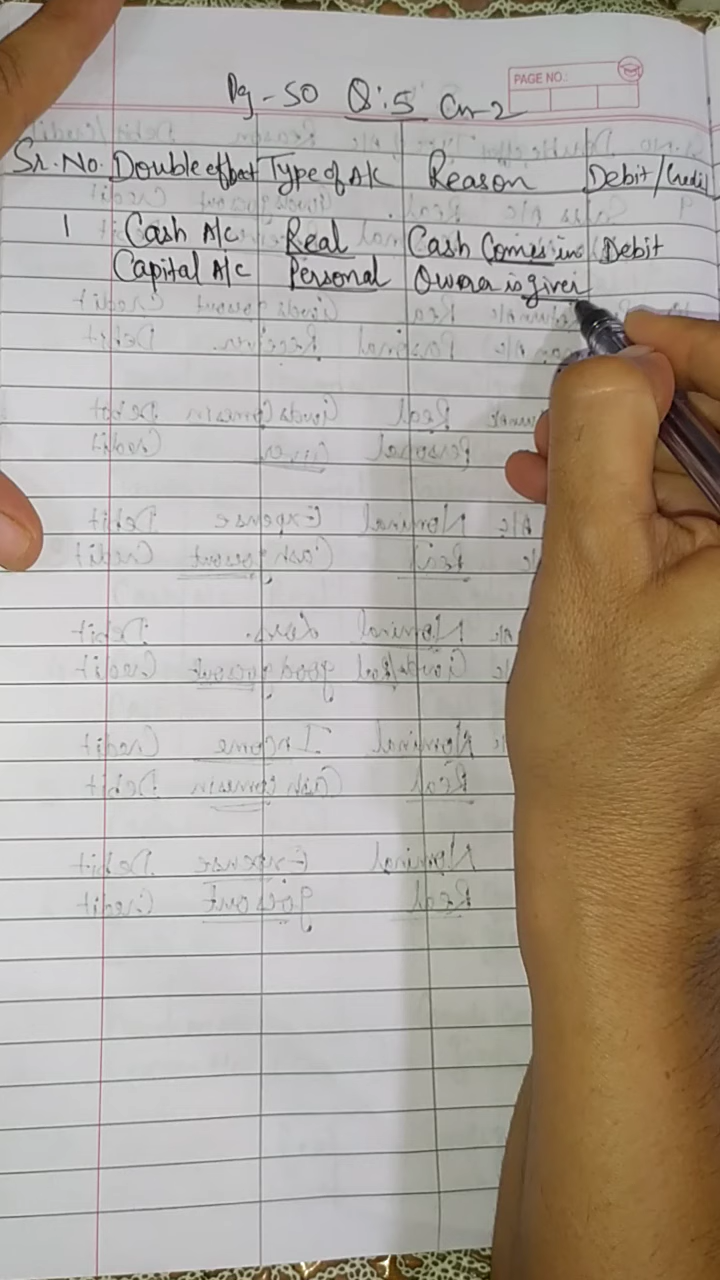 Pg-50 Q:5 Ch-2
PAGE NO.:
Sr. No. Double effect Type of A/c Reason Debit/Credit
1 Cash A/c Real Cash Comes in Debit
Capital A/c Personal Owner is giver